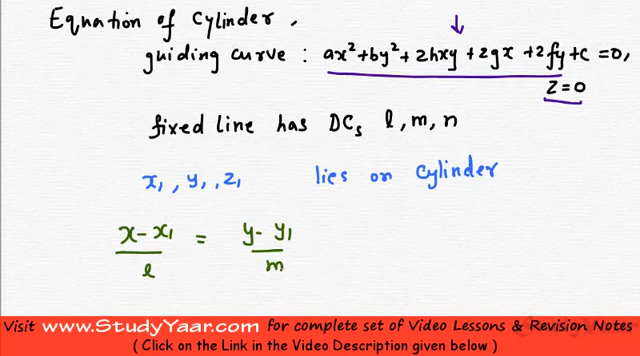 Equation of Cylinder.
guiding curve : ax²+by²+2hxy+2gx+2fy+c=0,
z=0
fixed line has DCs l, m, n
x₁, y₁, z₁ lies on cylinder
x-x₁/l = y-y₁/m
Visit www.StudyYaar.com for complete set of Video Lessons & Revision Notes
( Click on the Link in the Video Description given below )